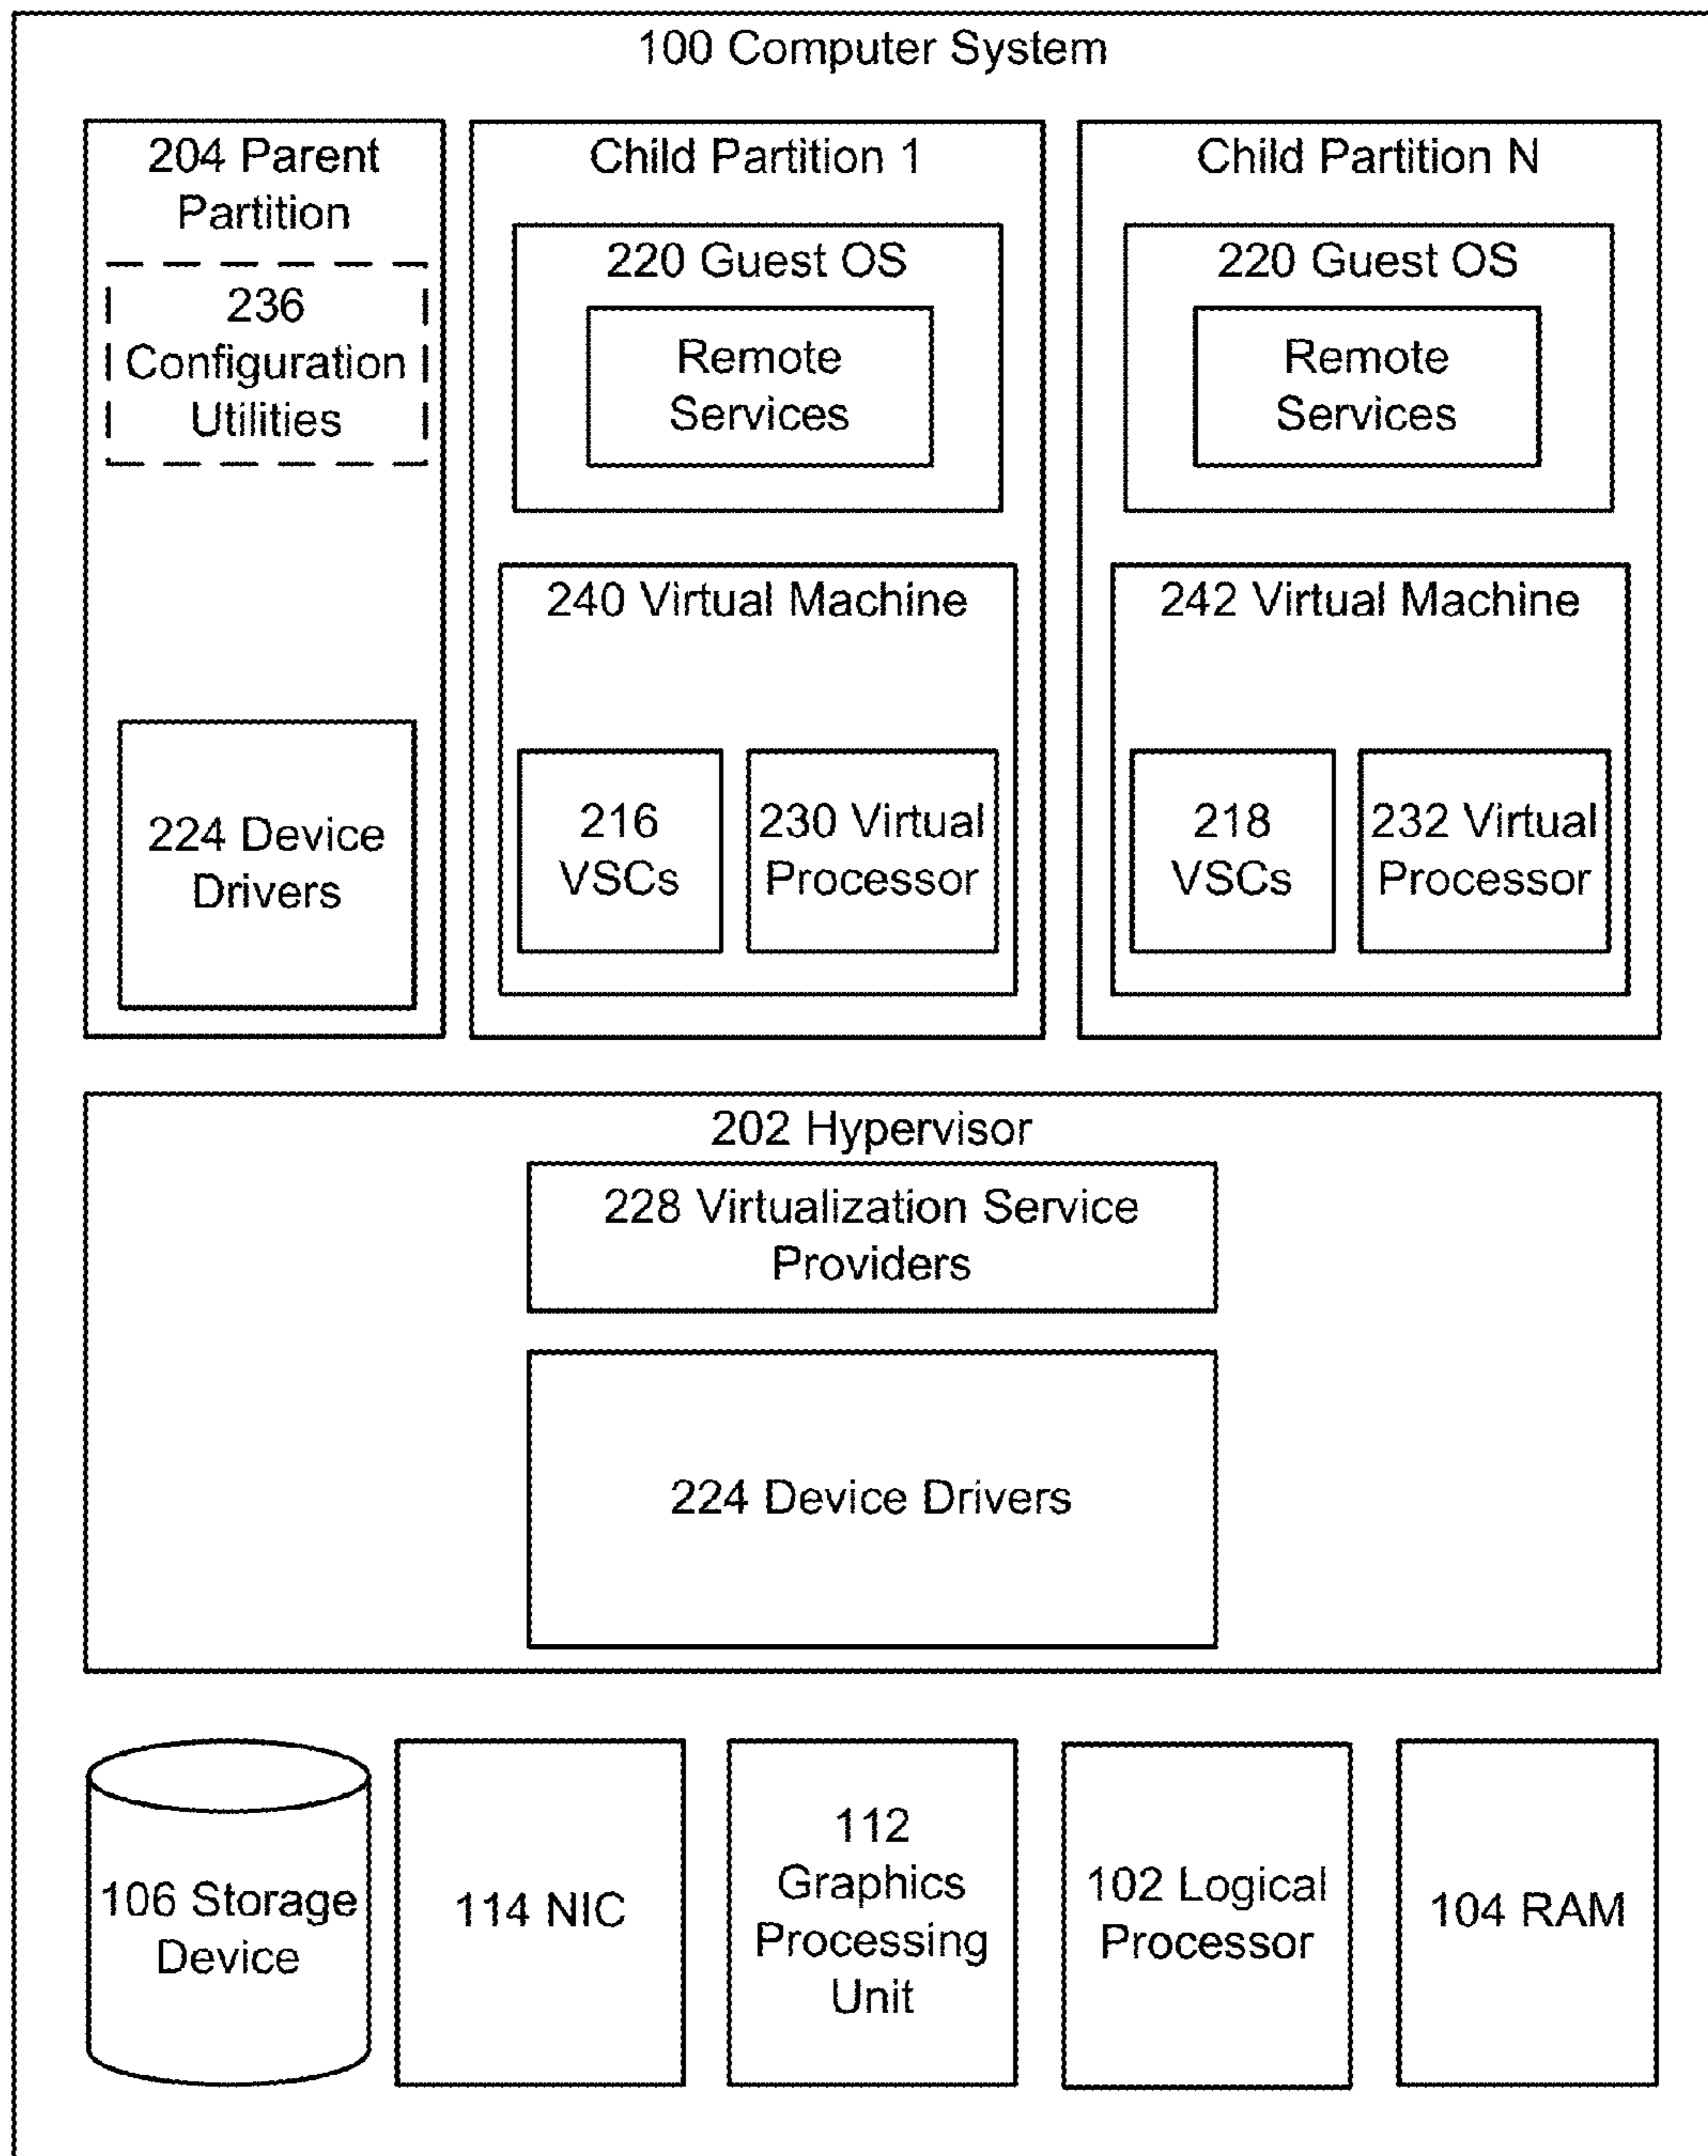 100 Computer System
204 Parent
Partition
236
Configuration
Utilities
224 Device
Drivers
Child Partition 1
220 Guest OS
Remote
Services
240 Virtual Machine
216
VSCs
230 Virtual
Processor
Child Partition N
220 Guest OS
Remote
Services
242 Virtual Machine
218
VSCs
232 Virtual
Processor
202 Hypervisor
228 Virtualization Service
Providers
224 Device Drivers
106 Storage
Device
114 NIC
112
Graphics
Processing
Unit
102 Logical
Processor
104 RAM